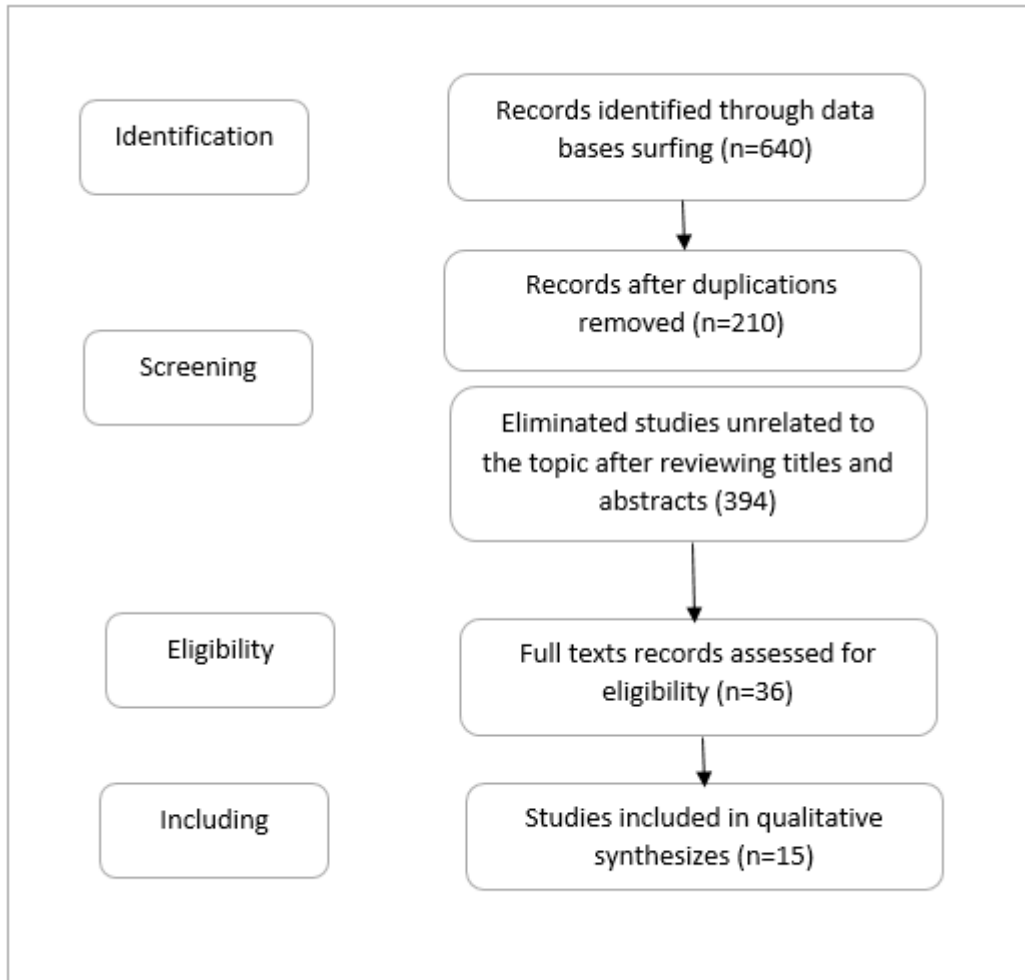 Identification
Records identified through data
bases surfing (n=640)
Records after duplications
removed (n=210)
Screening
Eliminated studies unrelated to
the topic after reviewing titles and
abstracts (394)
Eligibility
Full texts records assessed for
eligibility (n=36)
Including
Studies included in qualitative
synthesizes (n=15)